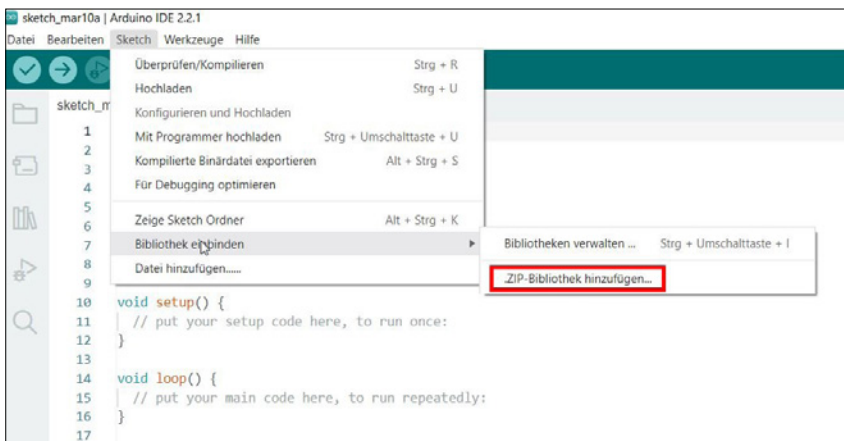 sketch_mar10a | Arduino IDE 2.2.1
Datei Bearbeiten Sketch Werkzeuge Hilfe
Überprüfen/Kompilieren Strg + R
Hochladen Strg + U
Konfigurieren und Hochladen
Mit Programmer hochladen Strg + Umschalttaste + U
Kompilierte Binärdatei exportieren Alt + Strg + S
Für Debugging optimieren
Zeige Sketch Ordner Alt + Strg + K
Bibliothek einbinden
Datei hinzufügen......
Bibliotheken verwalten ... Strg + Umschalttaste + I
.ZIP-Bibliothek hinzufügen...
sketch_m
1
2
3
4
5
6
7
8
9
10 void setup() {
11 // put your setup code here, to run once:
12 }
13
14 void loop() {
15 // put your main code here, to run repeatedly:
16 }
17